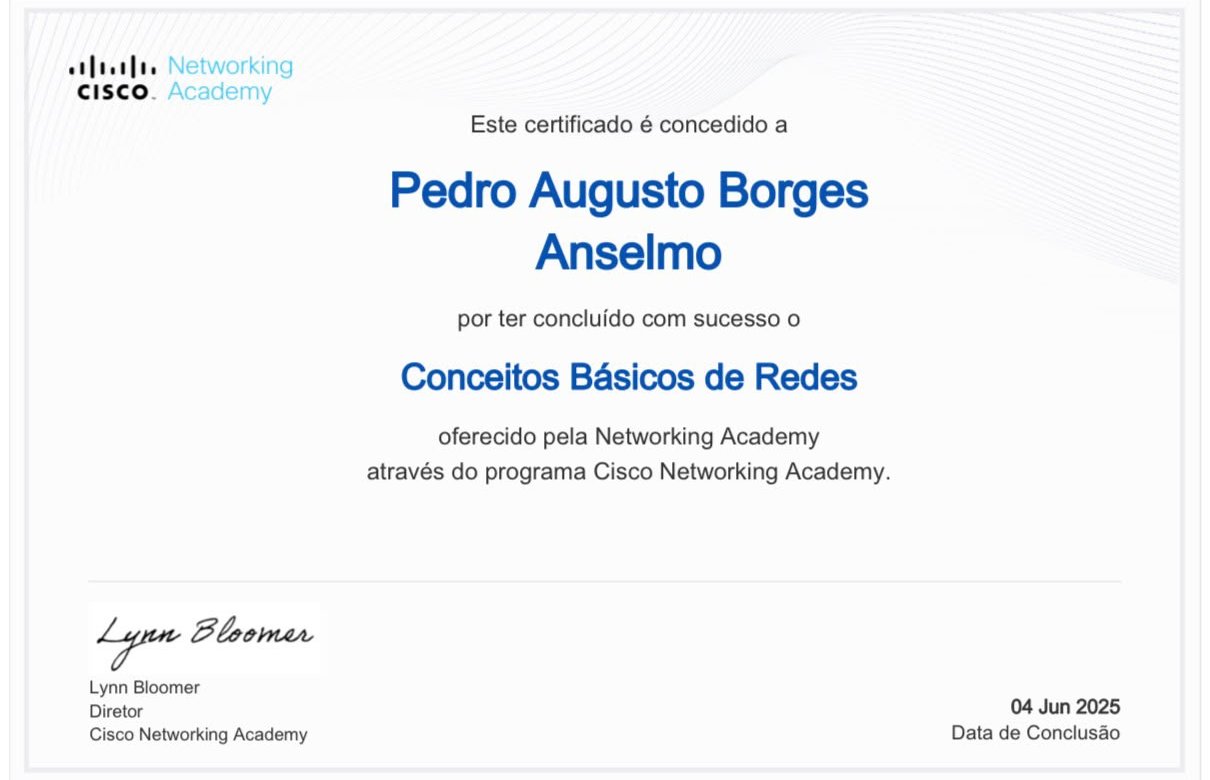 CISCO Networking
Academy
Este certificado é concedido a
Pedro Augusto Borges
Anselmo
por ter concluído com sucesso o
Conceitos Básicos de Redes
oferecido pela Networking Academy
através do programa Cisco Networking Academy.
Lynn Bloomer
Lynn Bloomer
Diretor
Cisco Networking Academy
04 Jun 2025
Data de Conclusão